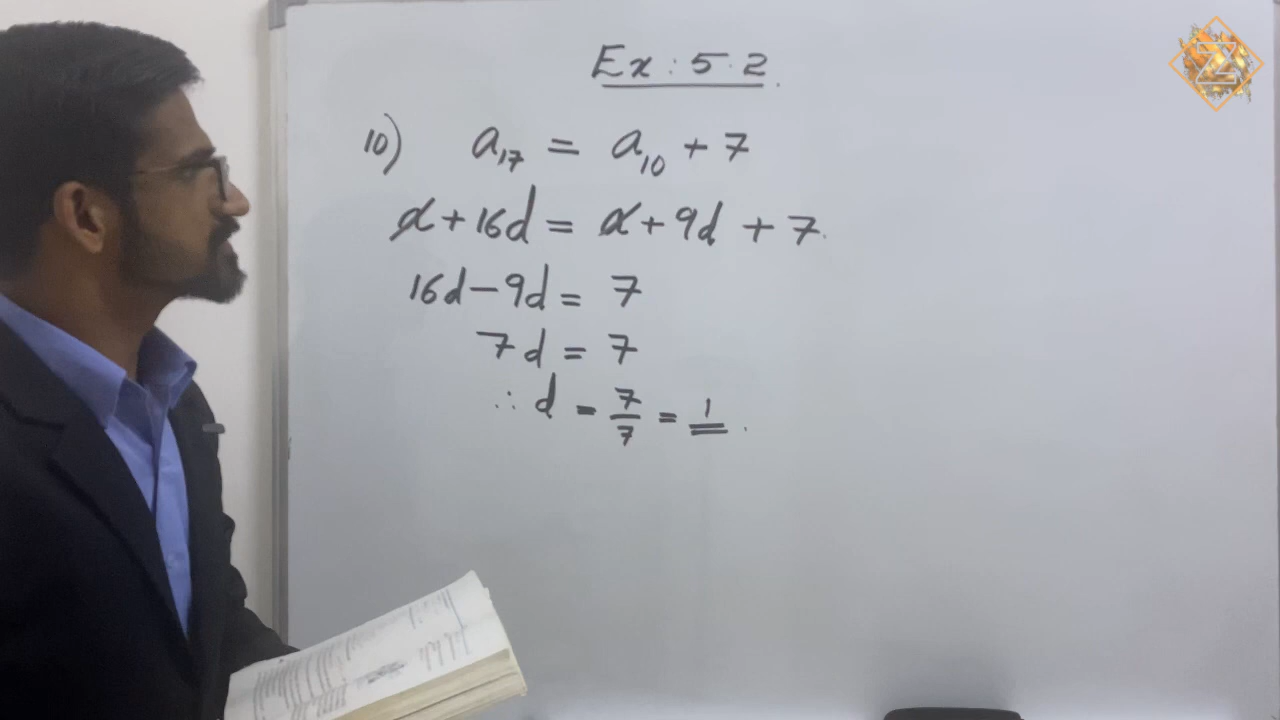 Ex : 5.2
10) a₁₇ = a₁₀ + 7
a + 16d = a + 9d + 7.
16d - 9d = 7
7d = 7
∴ d = 7/7 = 1.
Z